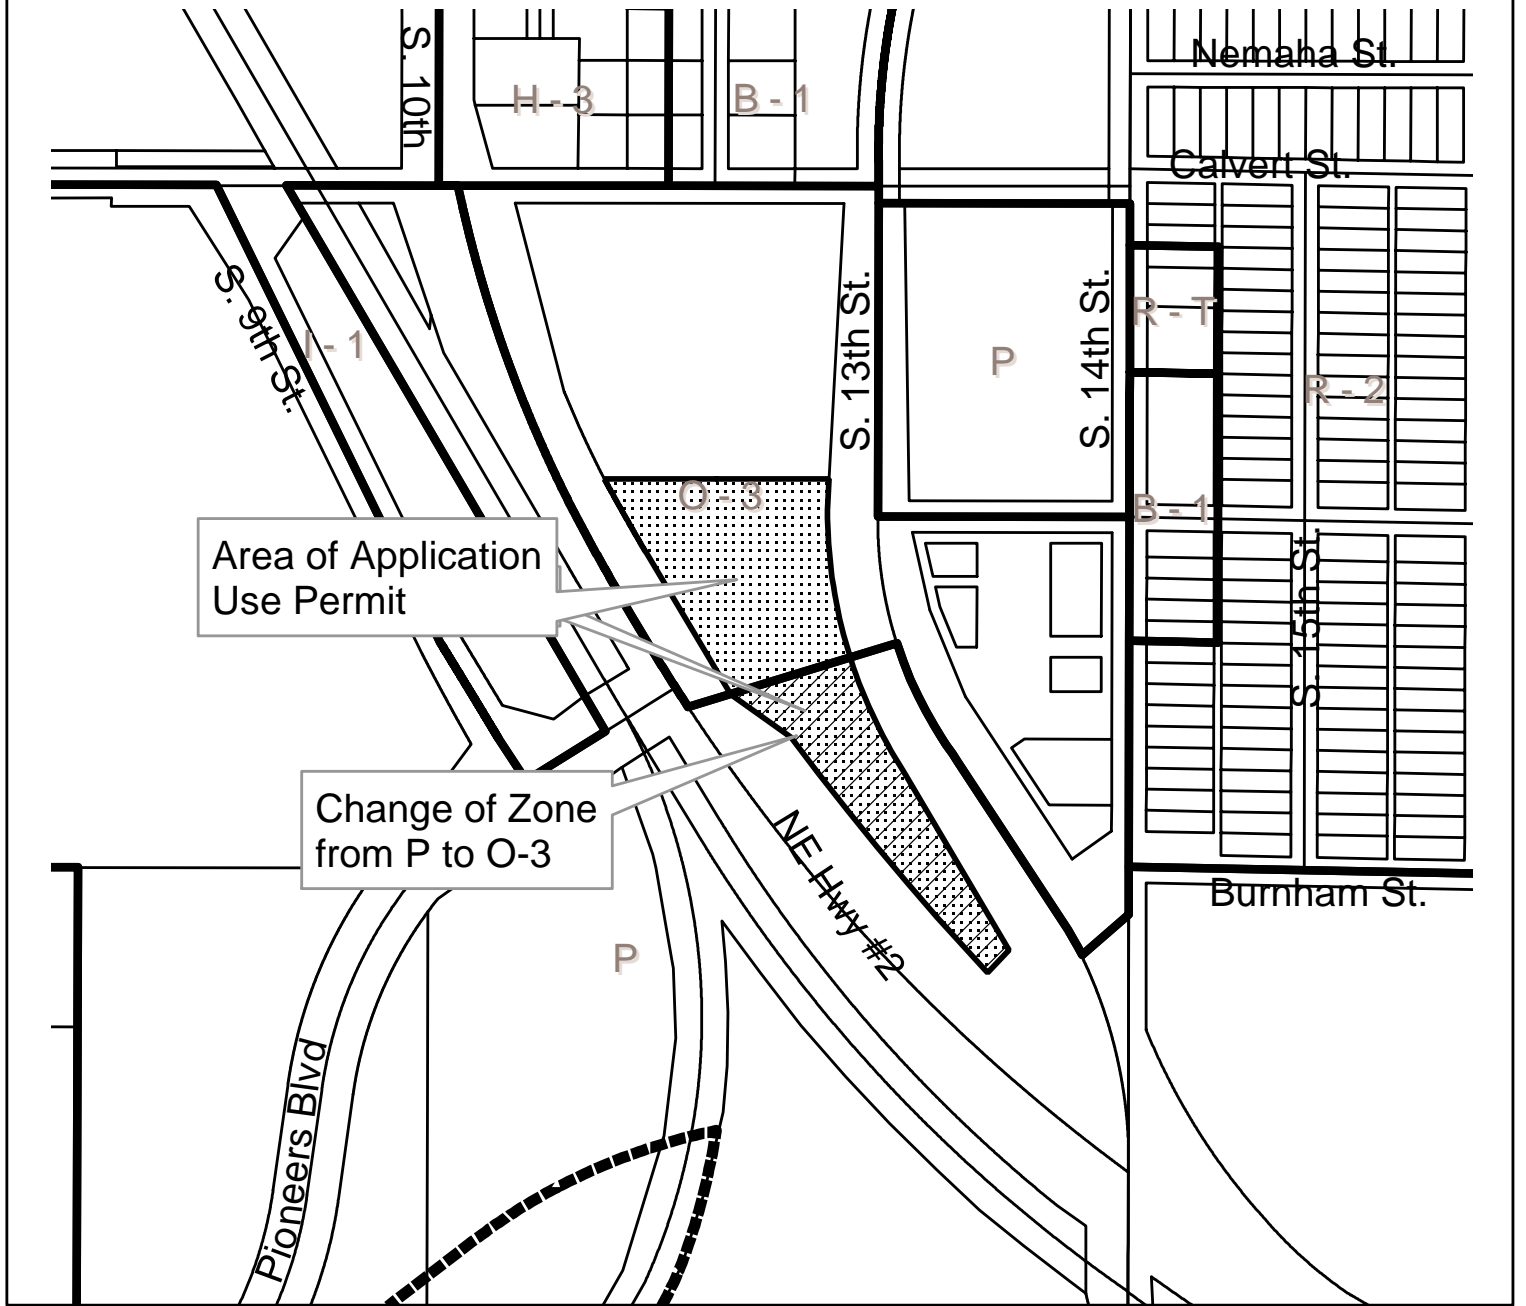 Nemaha St.
S. 10th
H - 3
B - 1
Calvert St.
S. 9th St.
I - 1
S. 13th St.
P
S. 14th St.
R - T
R - 2
O - 3
B - 1
Area of Application
Use Permit
S. 15th St.
Change of Zone
from P to O-3
NE Hwy #2
Burnham St.
P
Pioneers Blvd